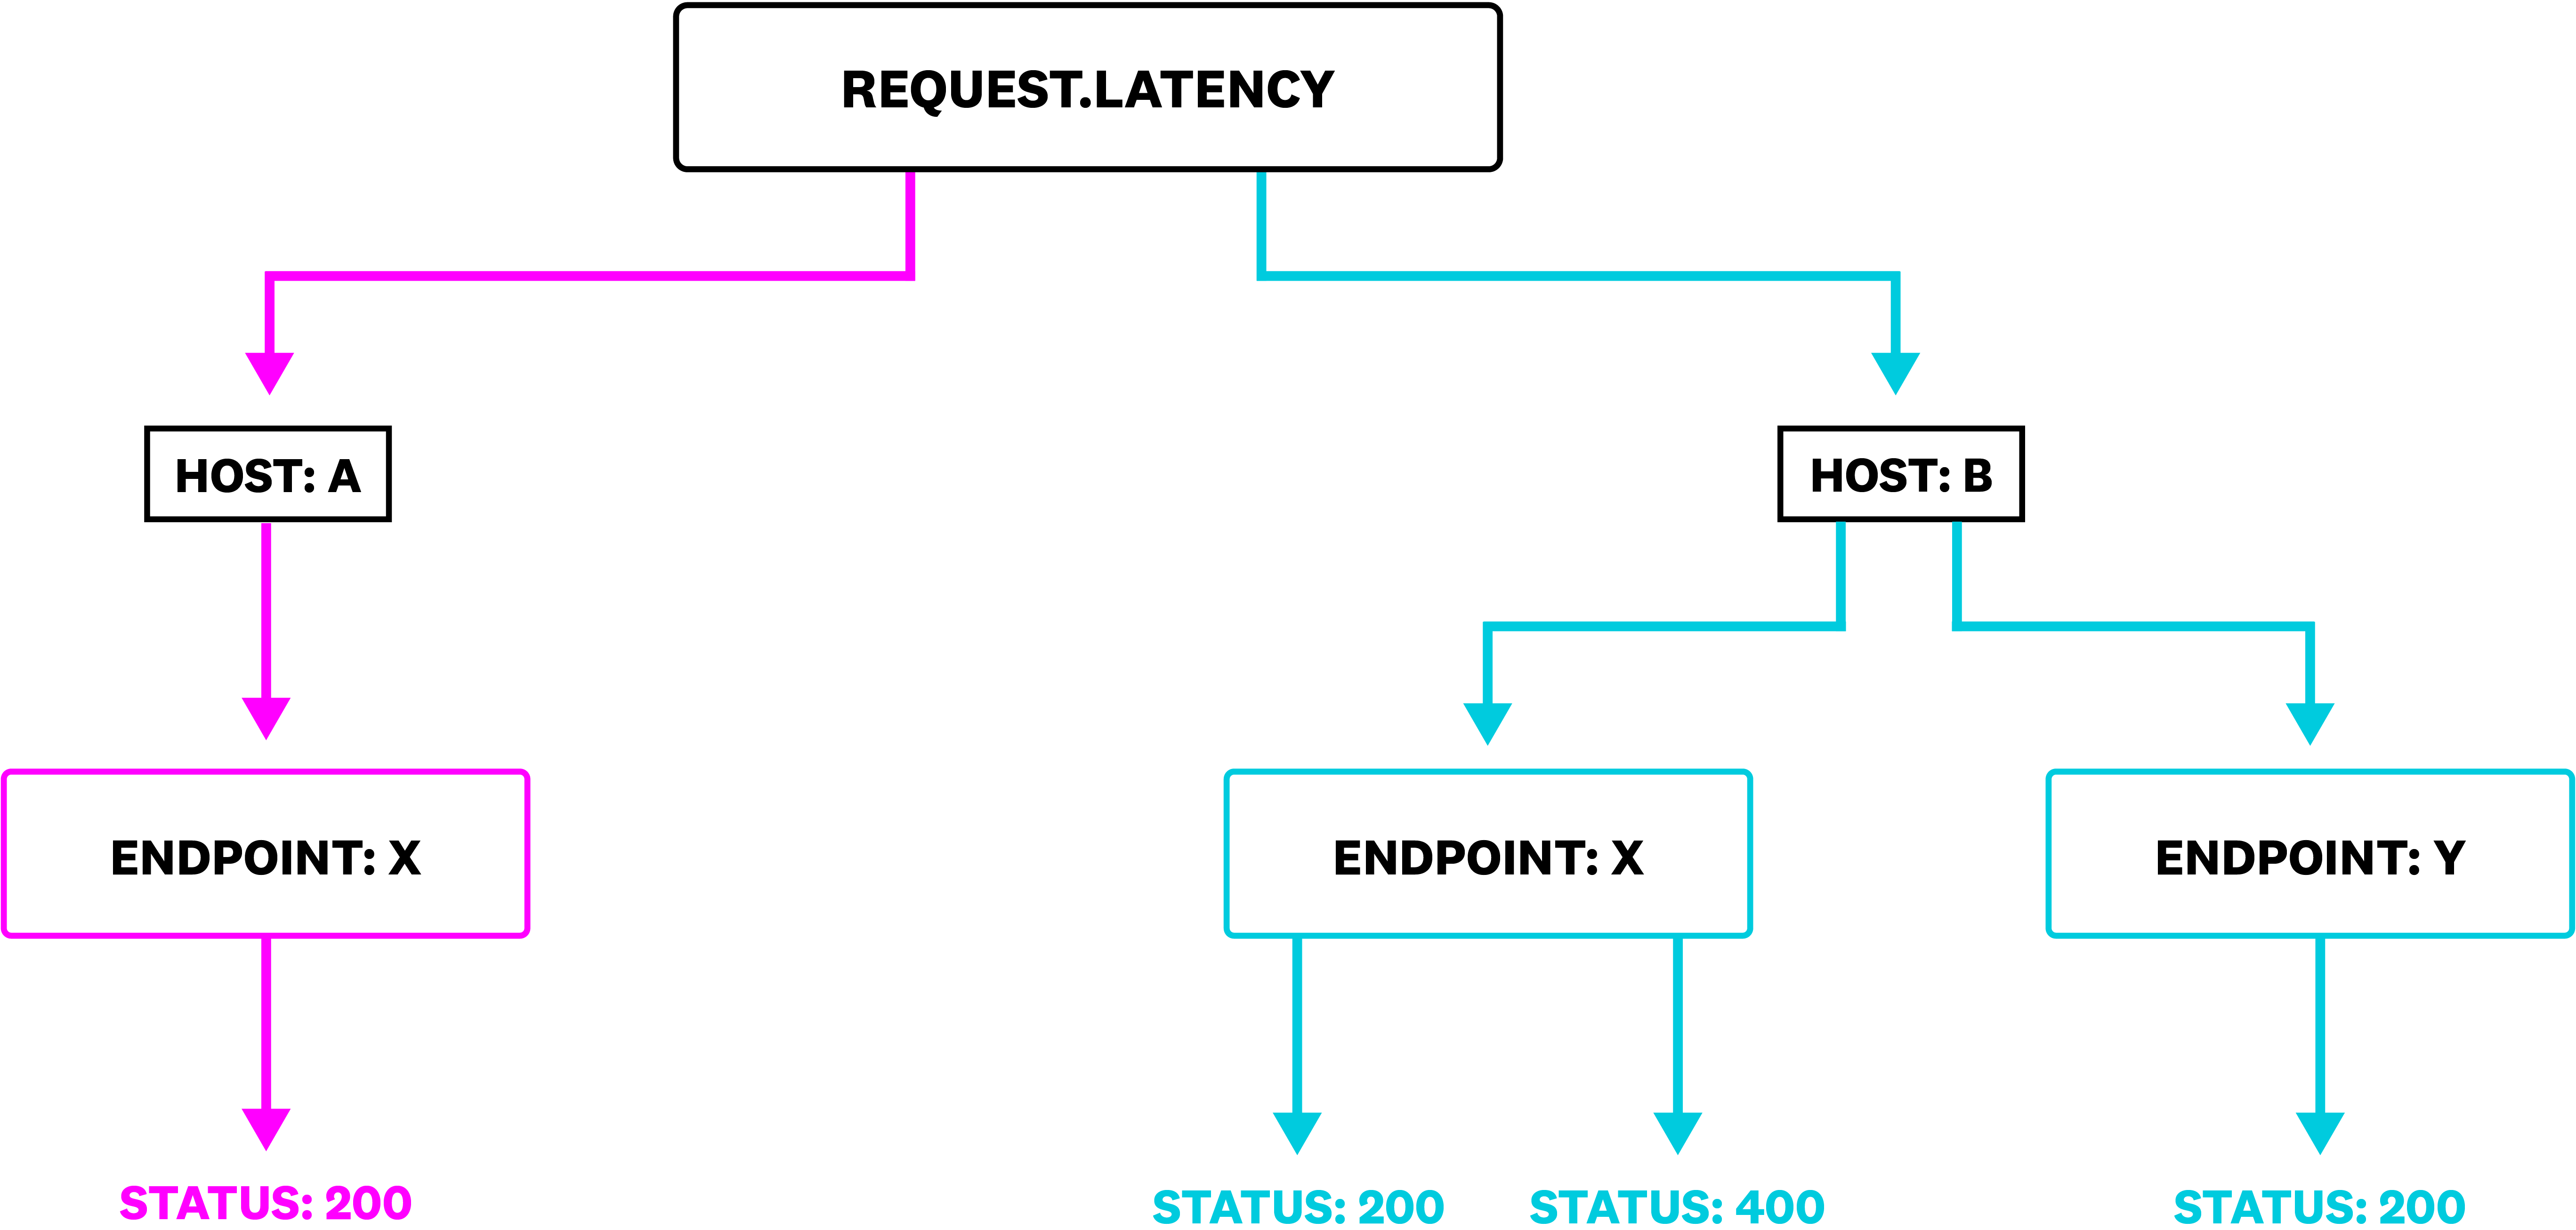 REQUEST.LATENCY
HOST: A
HOST: B
ENDPOINT: X
ENDPOINT: X
ENDPOINT: Y
STATUS: 200
STATUS: 200
STATUS: 400
STATUS: 200